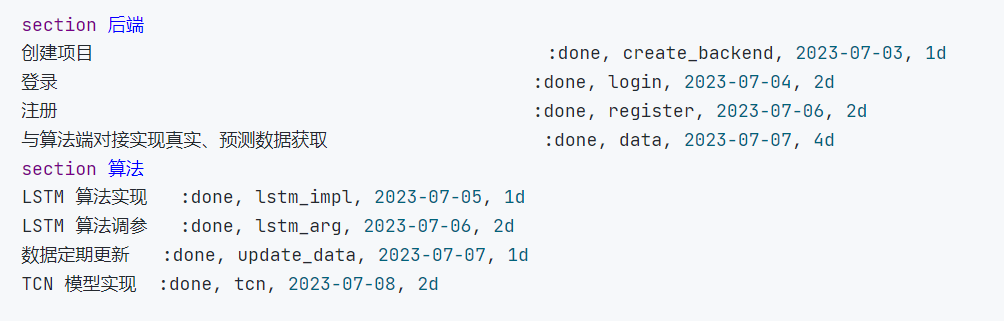 section 后端
创建项目 :done, create_backend, 2023-07-03, 1d
登录 :done, login, 2023-07-04, 2d
注册 :done, register, 2023-07-06, 2d
与算法端对接实现真实、预测数据获取 :done, data, 2023-07-07, 4d
section 算法
LSTM 算法实现 :done, lstm_impl, 2023-07-05, 1d
LSTM 算法调参 :done, lstm_arg, 2023-07-06, 2d
数据定期更新 :done, update_data, 2023-07-07, 1d
TCN 模型实现 :done, tcn, 2023-07-08, 2d